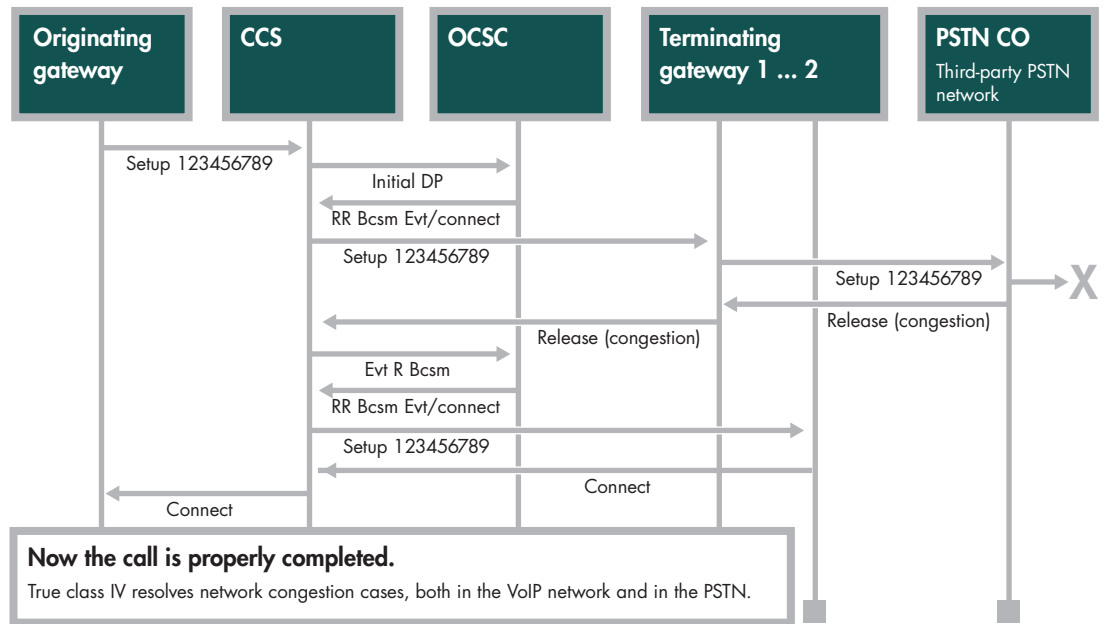 Originating
gateway
CCS
OCSC
Terminating
gateway 1 ... 2
PSTN CO
Third-party PSTN
network
Setup 123456789
Initial DP
RR Bcsm Evt/connect
Setup 123456789
Setup 123456789
X
Release (congestion)
Release (congestion)
Evt R Bcsm
RR Bcsm Evt/connect
Setup 123456789
Connect
Connect
Now the call is properly completed.
True class IV resolves network congestion cases, both in the VoIP network and in the PSTN.